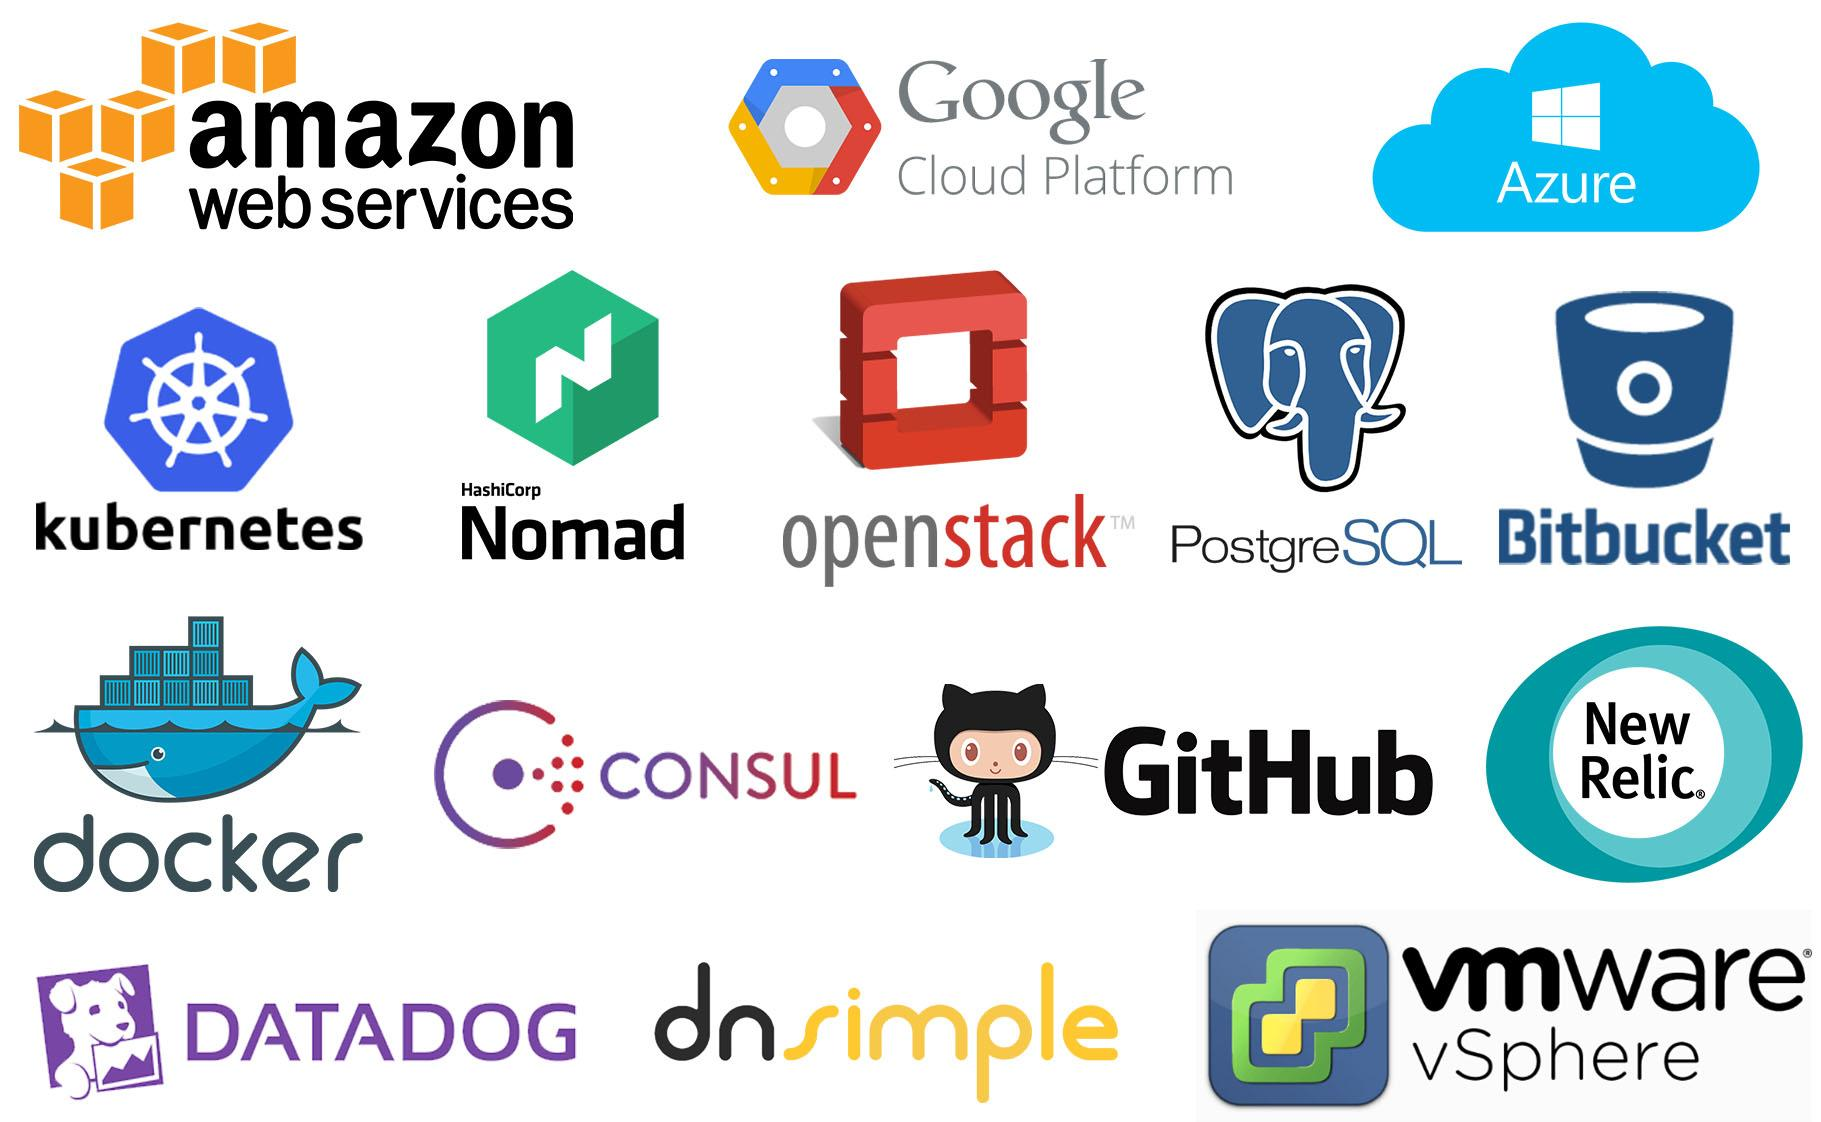 amazon
web services
Google
Cloud Platform
Azure
kubernetes
HashiCorp
Nomad
openstack™
PostgreSQL
Bitbucket
docker
CONSUL
GitHub
New
Relic®
DATADOG
dnsimple
vmware®
vSphere